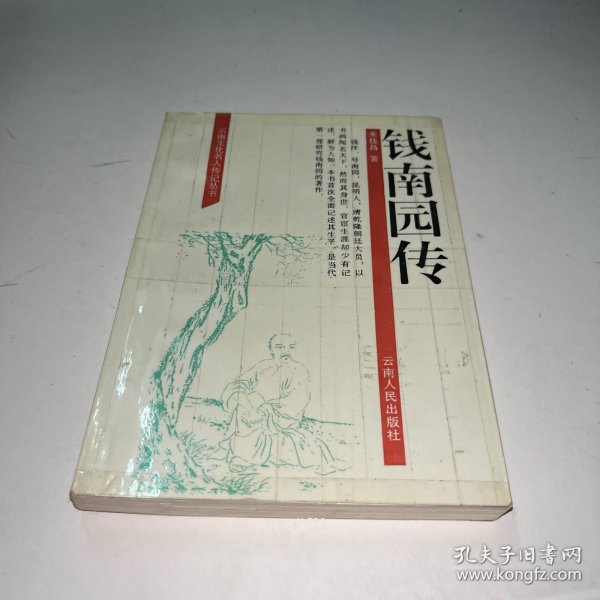 钱南园传
朱桂昌 著
钱沣，号南园，昆明人，清乾隆朝廷大员，以
书画闻名天下，然而其身世、官宦生涯却少有记
述，鲜为人知。本书首次全面记述其生平，是当代
第一部研究钱南园的著作。
云南文化名人传记丛书
云南人民出版社
孔夫子旧书网
www.kongfz.com